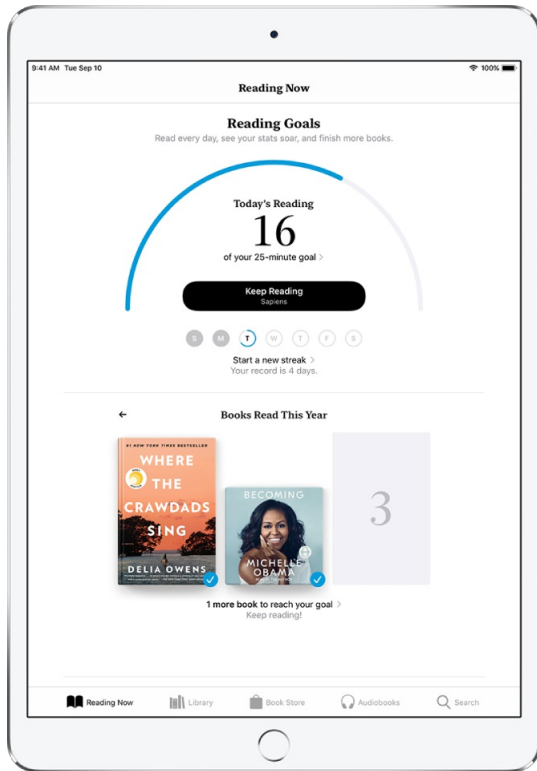 9:41 AM Tue Sep 10
100%
Reading Now
Reading Goals
Read every day, see your stats soar, and finish more books.
Today's Reading
16
of your 25-minute goal >
Keep Reading
Sapiens
S M T W T F S
Start a new streak >
Your record is 4 days.
Books Read This Year
#1 NEW YORK TIMES BESTSELLER
WHERE
THE
CRAWDADS
SING
DELIA OWENS
BECOMING
MICHELLE
OBAMA
3
1 more book to reach your goal >
Keep reading!
Reading Now
Library
Book Store
Audiobooks
Search